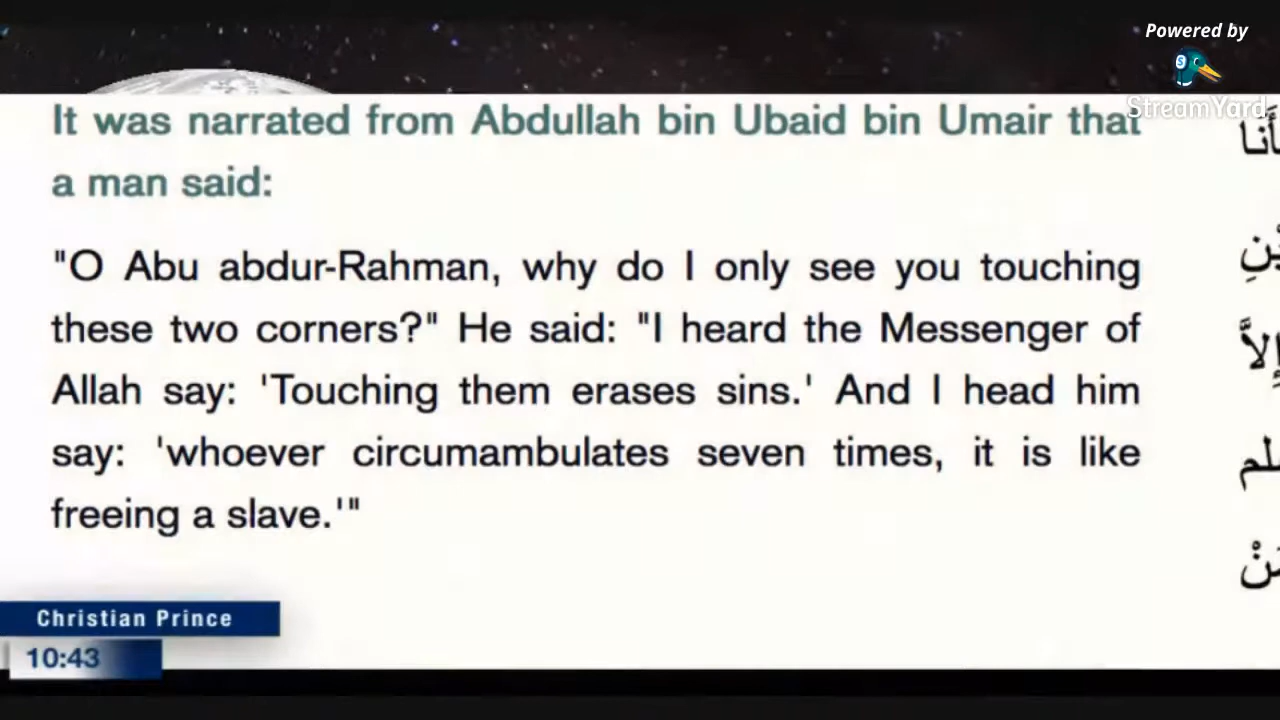 Powered by
StreamYard
It was narrated from Abdullah bin Ubaid bin Umair that
a man said:
"O Abu abdur-Rahman, why do I only see you touching
these two corners?" He said: "I heard the Messenger of
Allah say: 'Touching them erases sins.' And I head him
say: 'whoever circumambulates seven times, it is like
freeing a slave.'"
Christian Prince
10:43